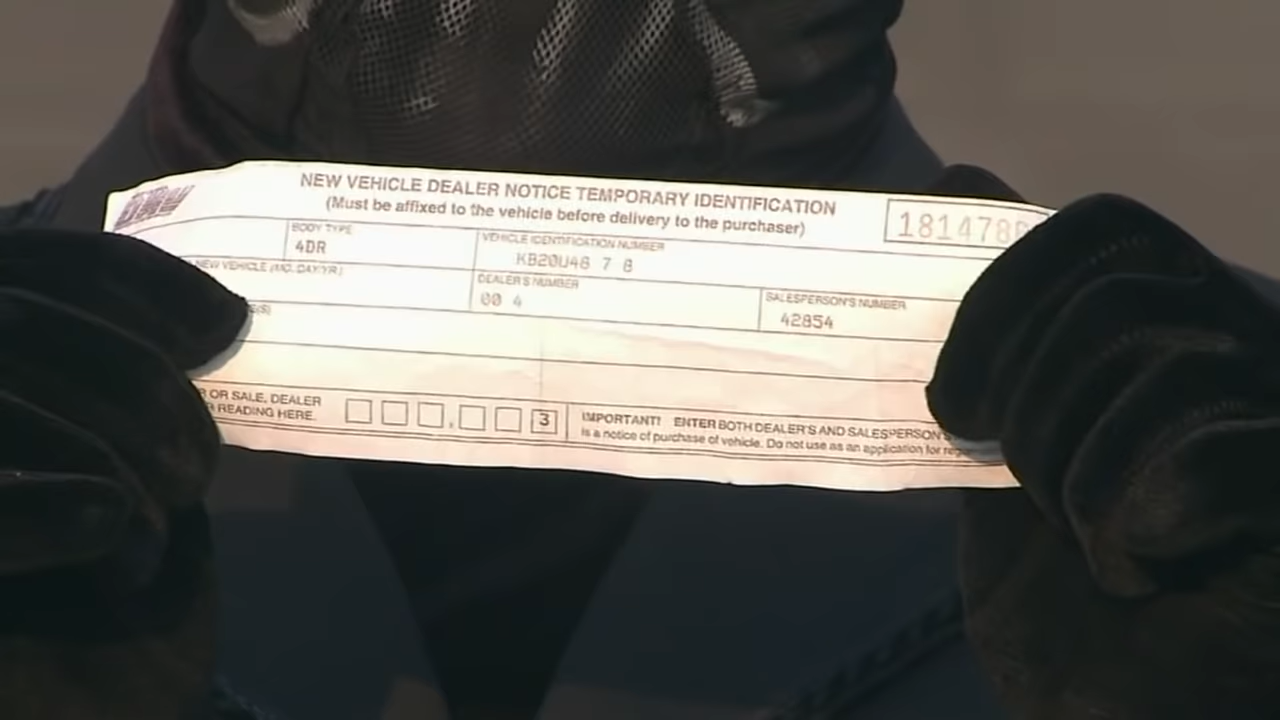 NEW VEHICLE DEALER NOTICE TEMPORARY IDENTIFICATION
(Must be affixed to the vehicle before delivery to the purchaser)
181478
BODY TYPE
4DR
VEHICLE IDENTIFICATION NUMBER
KB20U46 7 8
NEW VEHICLE (MO./DAY/YR.)
DEALER'S NUMBER
00 4
SALESPERSON'S NUMBER
42854
OR SALE, DEALER
READING HERE.
3
IMPORTANT! ENTER BOTH DEALER'S AND SALESPERSON'S
is a notice of purchase of vehicle. Do not use as an application for reg